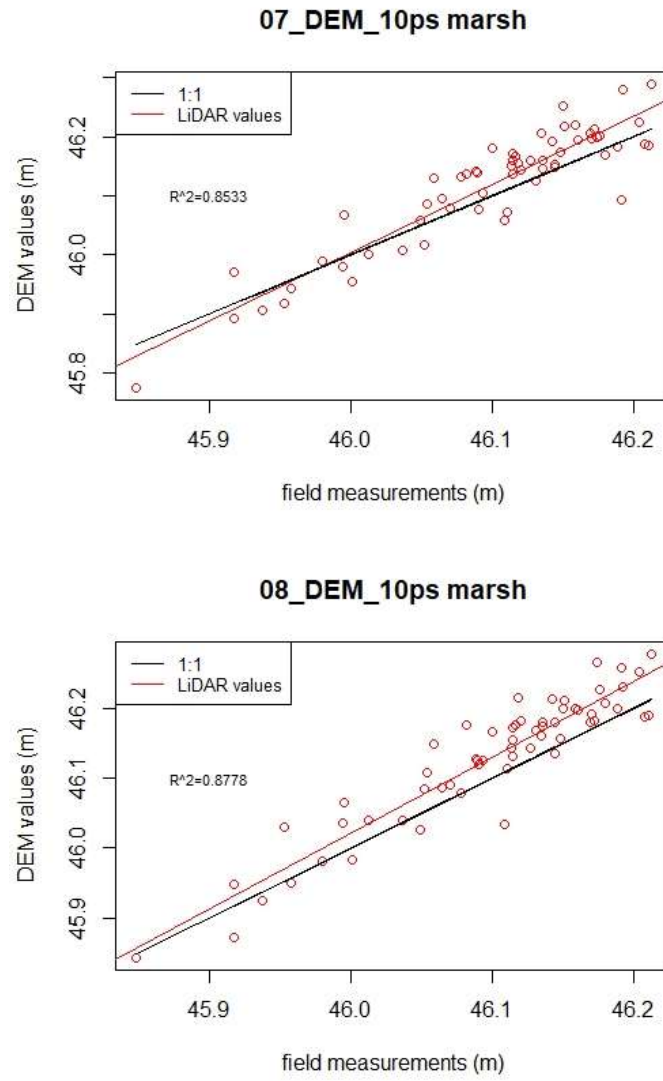 07_DEM_10ps marsh
1:1
LiDAR values
R^2=0.8533
DEM values (m)
46.2
46.0
45.8
45.9 46.0 46.1 46.2
field measurements (m)
08_DEM_10ps marsh
1:1
LiDAR values
R^2=0.8778
DEM values (m)
46.2
46.1
46.0
45.9
45.9 46.0 46.1 46.2
field measurements (m)